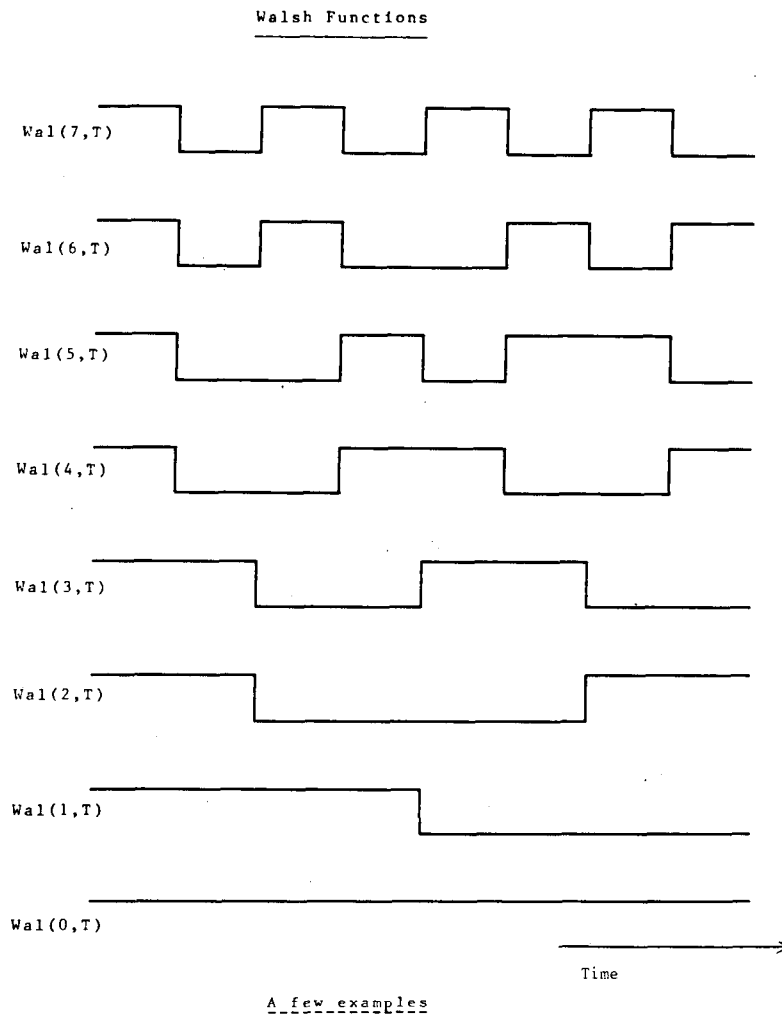 Walsh Functions
Wal(7,T)
Wal(6,T)
Wal(5,T)
Wal(4,T)
Wal(3,T)
Wal(2,T)
Wal(1,T)
Wal(0,T)
Time
A few examples